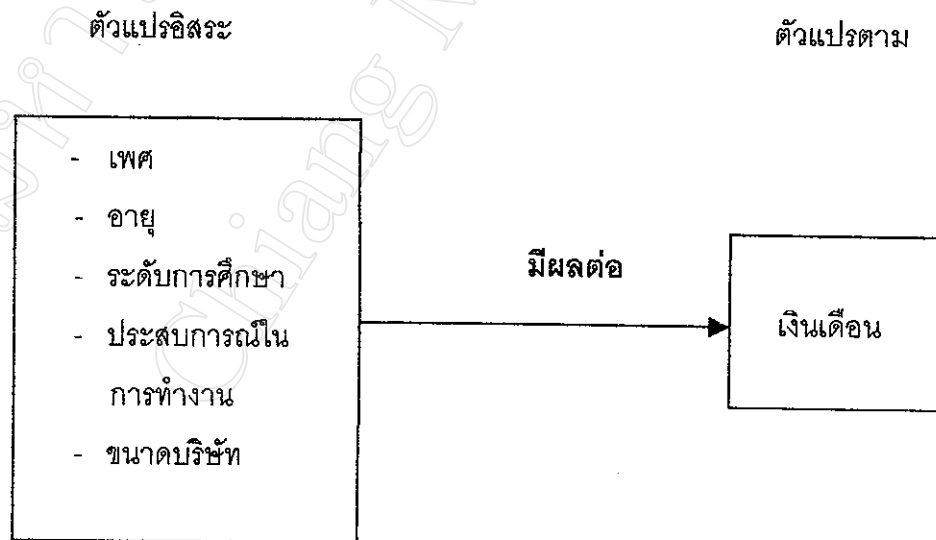 ตัวแปรอิสระ
ตัวแปรตาม
- เพศ
- อายุ
- ระดับการศึกษา
- ประสบการณ์ใน
การทำงาน
- ขนาดบริษัท
มีผลต่อ
เงินเดือน
Chiang